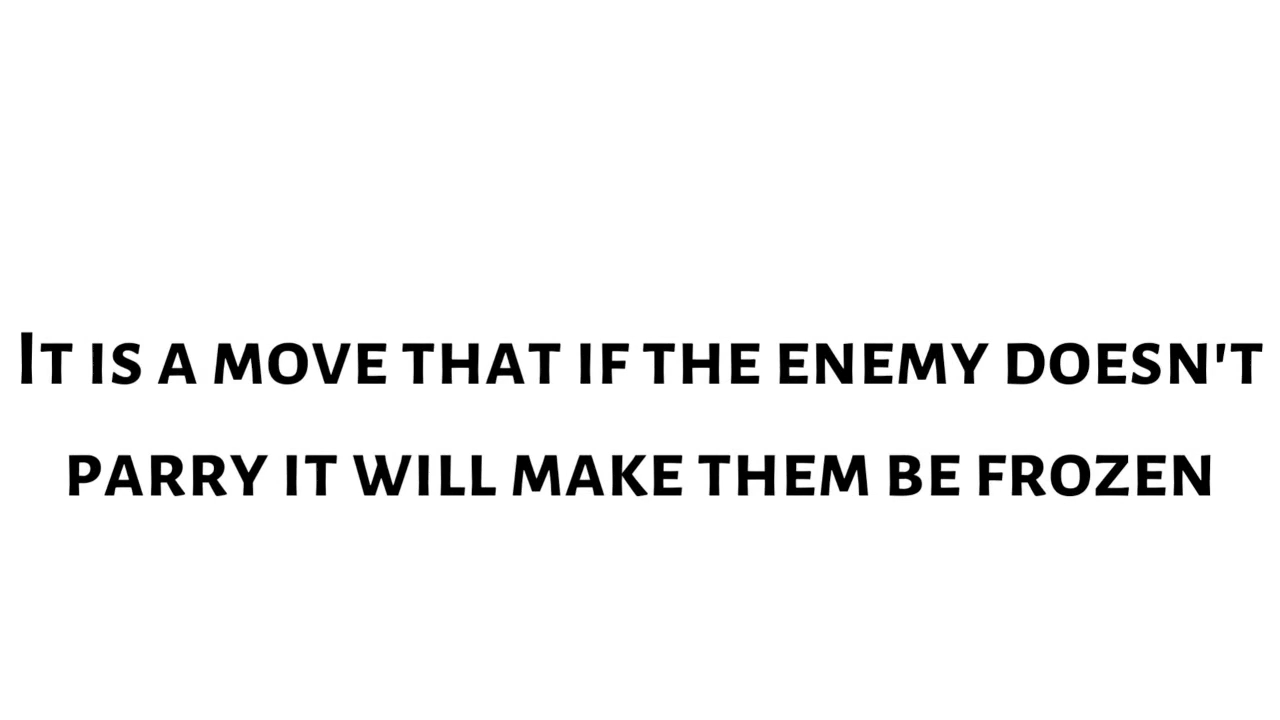 It is a move that if the enemy doesn't
parry it will make them be frozen